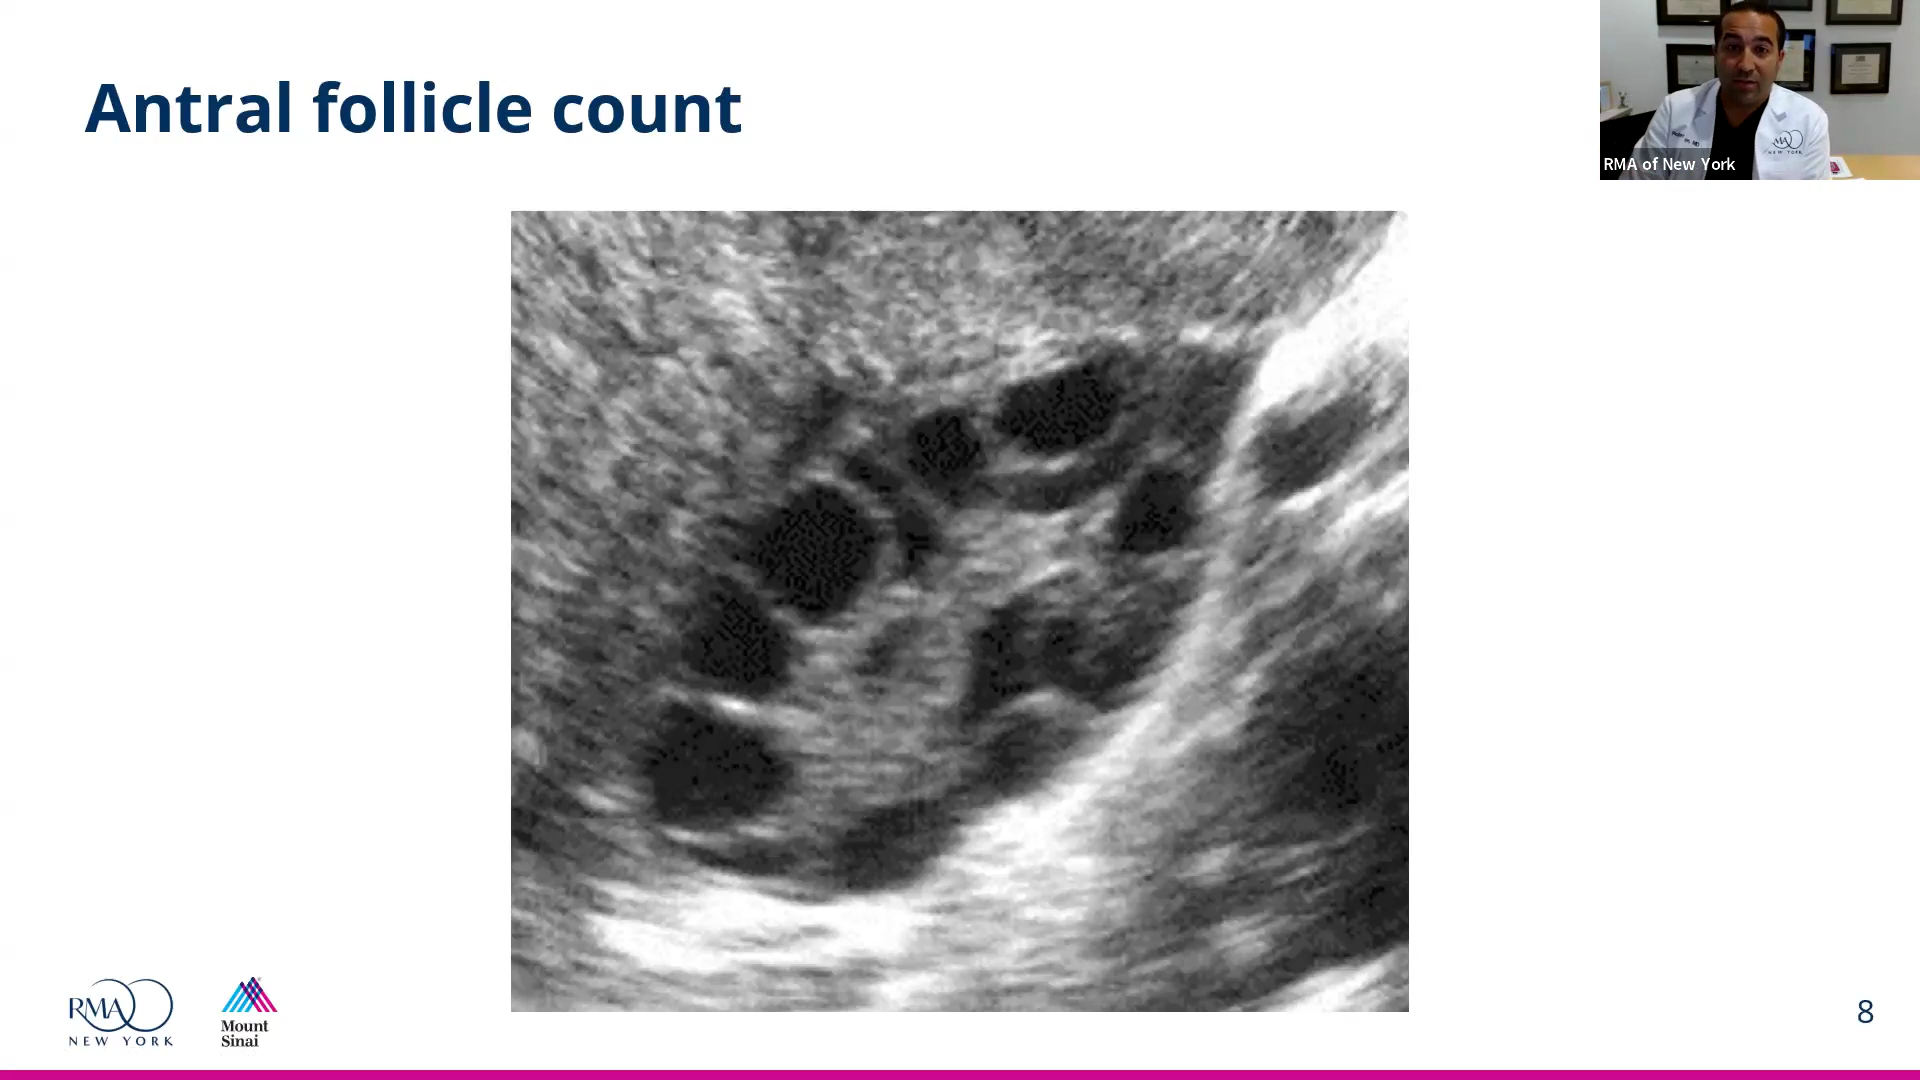 Antral follicle count
RMA of New York
RMA
NEW YORK
Mount
Sinai
8